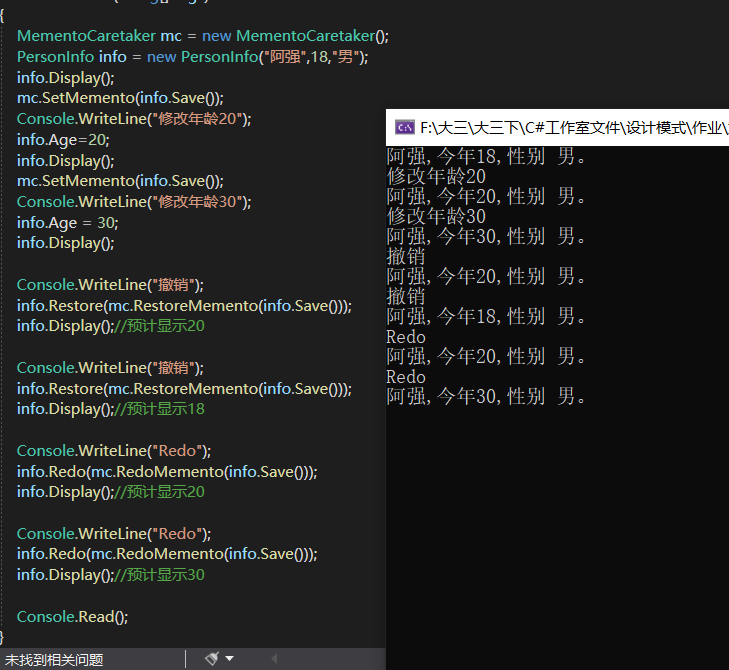 {
MementoCaretaker mc = new MementoCaretaker();
PersonInfo info = new PersonInfo("阿强",18,"男");
info.Display();
mc.SetMemento(info.Save());
Console.WriteLine("修改年龄20");
info.Age=20;
info.Display();
mc.SetMemento(info.Save());
Console.WriteLine("修改年龄30");
info.Age = 30;
info.Display();
Console.WriteLine("撤销");
info.Restore(mc.RestoreMemento(info.Save()));
info.Display();//预计显示20
Console.WriteLine("撤销");
info.Restore(mc.RestoreMemento(info.Save()));
info.Display();//预计显示18
Console.WriteLine("Redo");
info.Redo(mc.RedoMemento(info.Save()));
info.Display();//预计显示20
Console.WriteLine("Redo");
info.Redo(mc.RedoMemento(info.Save()));
info.Display();//预计显示30
Console.Read();
}
未找到相关问题
F:\大三\大三下\C#工作室文件\设计模式\作业\
阿强,今年18,性别 男。
修改年龄20
阿强,今年20,性别 男。
修改年龄30
阿强,今年30,性别 男。
撤销
阿强,今年20,性别 男。
撤销
阿强,今年18,性别 男。
Redo
阿强,今年20,性别 男。
Redo
阿强,今年30,性别 男。